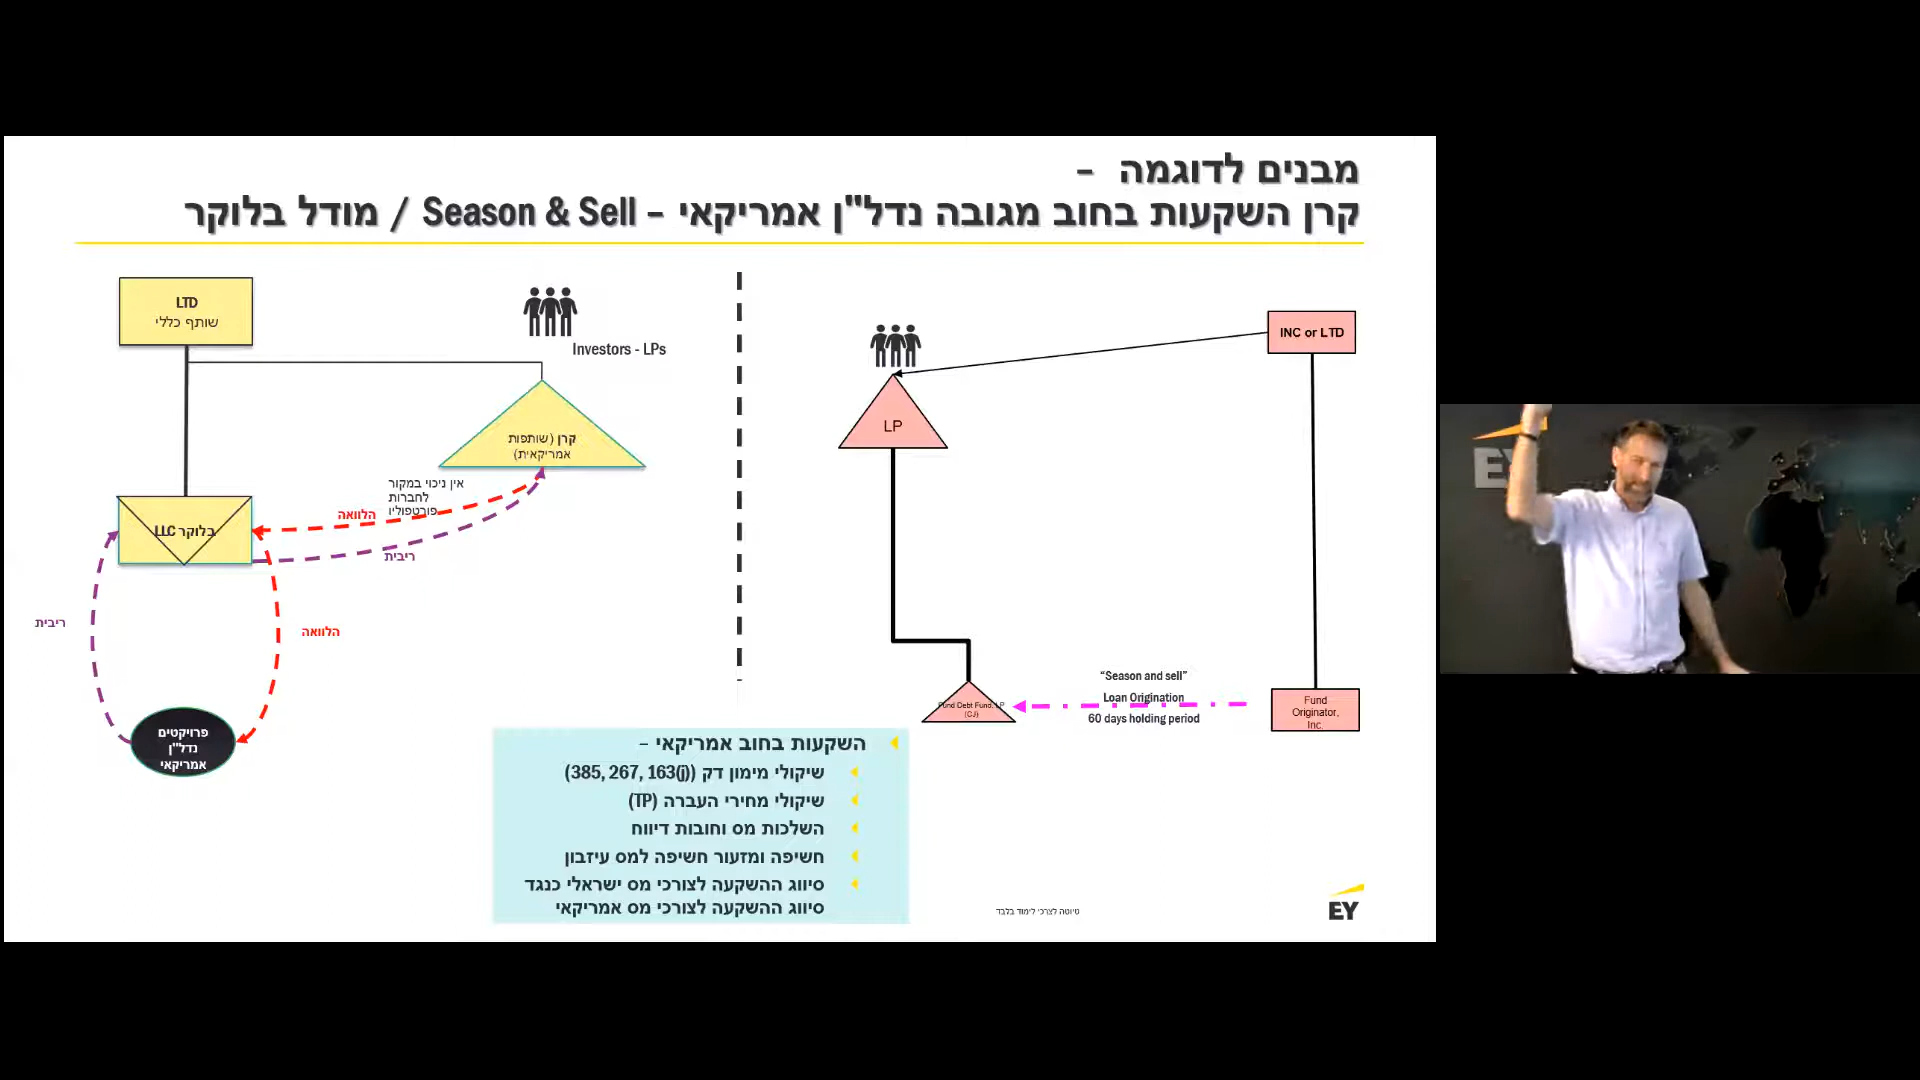 מבנים לדוגמה –
קרן השקעות בחוב מגובה נדל"ן אמריקאי – Season & Sell / מודל בלוקר
LTD
שותף כללי
Investors - LPs
קרן (שותפות
אמריקאית)
אין ניכוי במקור
לחברות
פורטפוליו
הלוואה
בלוקר LLC
ריבית
ריבית
הלוואה
פרויקטים
נדל"ן
אמריקאי
INC or LTD
LP
"Season and sell"
Loan Origination
60 days holding period
Fund Debt Fund, LP
(CJ)
Fund
Originator,
Inc.
השקעות בחוב אמריקאי –
שיקולי מימון דק (385, 267, 163(j))
שיקולי מחירי העברה (TP)
השלכות מס וחובות דיווח
חשיפה ומזעור חשיפה למס עיזבון
סיווג ההשקעה לצורכי מס ישראלי כנגד
סיווג ההשקעה לצורכי מס אמריקאי
טיוטה לצרכי לימוד בלבד
EY
EY